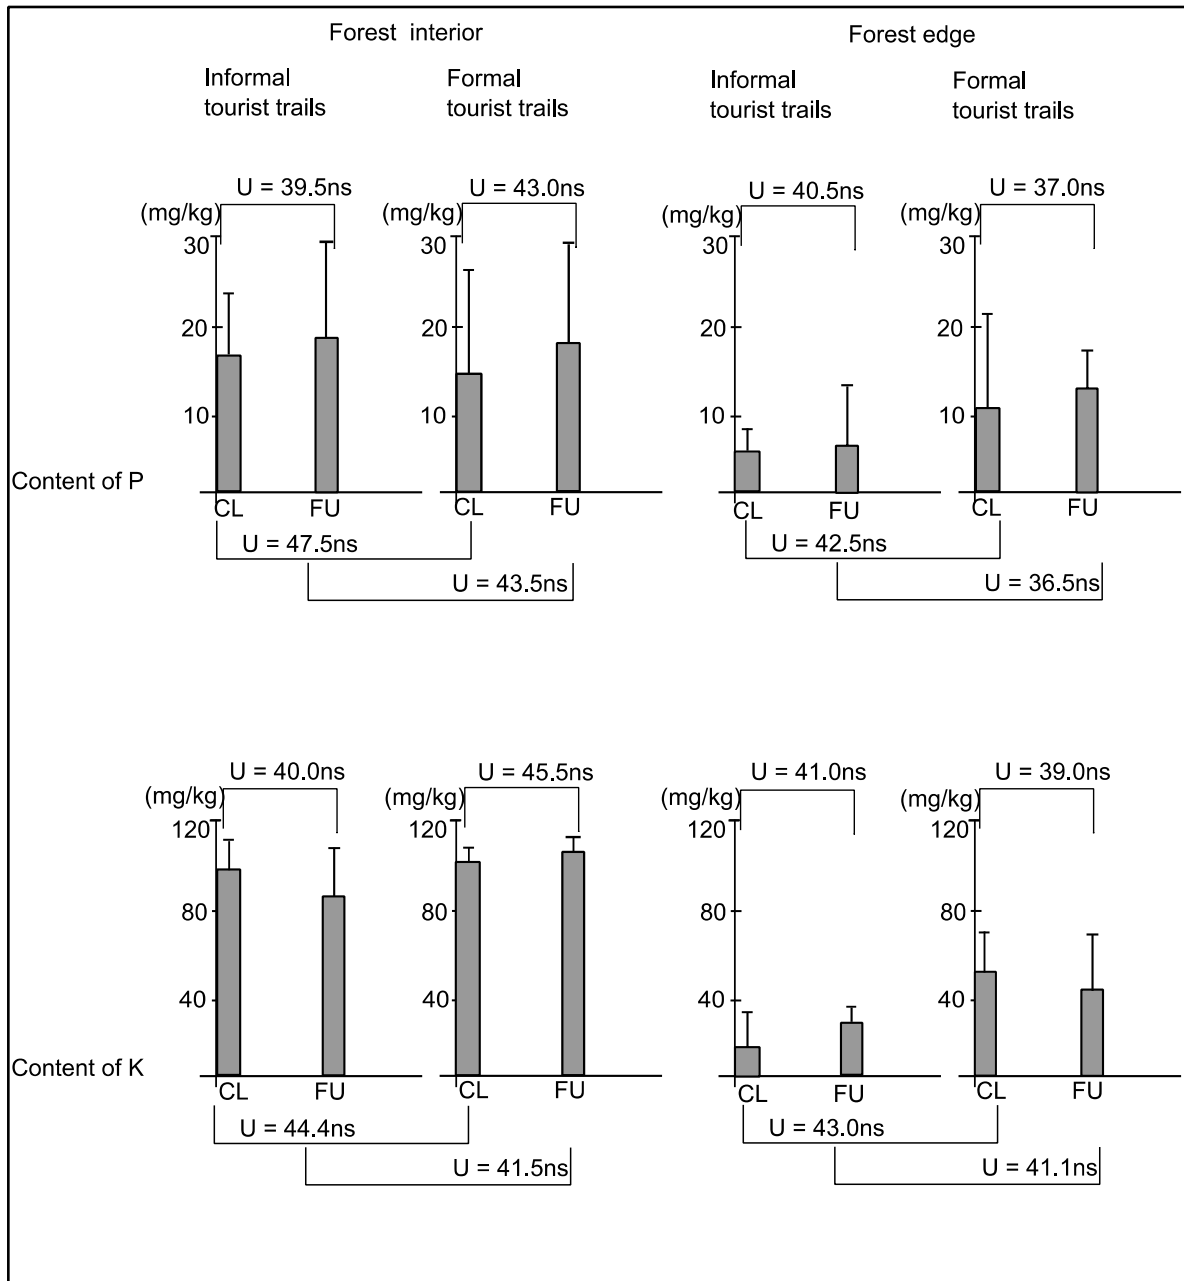 Forest interior
Forest edge
Informal
tourist trails
Formal
tourist trails
Informal
tourist trails
Formal
tourist trails
U = 39.5ns
U = 43.0ns
U = 40.5ns
U = 37.0ns
(mg/kg)
(mg/kg)
(mg/kg)
(mg/kg)
30
30
30
30
20
20
20
20
10
10
10
10
Content of P
CL
FU
CL
FU
CL
FU
CL
FU
U = 47.5ns
U = 42.5ns
U = 43.5ns
U = 36.5ns
U = 40.0ns
U = 45.5ns
U = 41.0ns
U = 39.0ns
(mg/kg)
(mg/kg)
(mg/kg)
(mg/kg)
120
120
120
120
80
80
80
80
40
40
40
40
Content of K
CL
FU
CL
FU
CL
FU
CL
FU
U = 44.4ns
U = 43.0ns
U = 41.5ns
U = 41.1ns